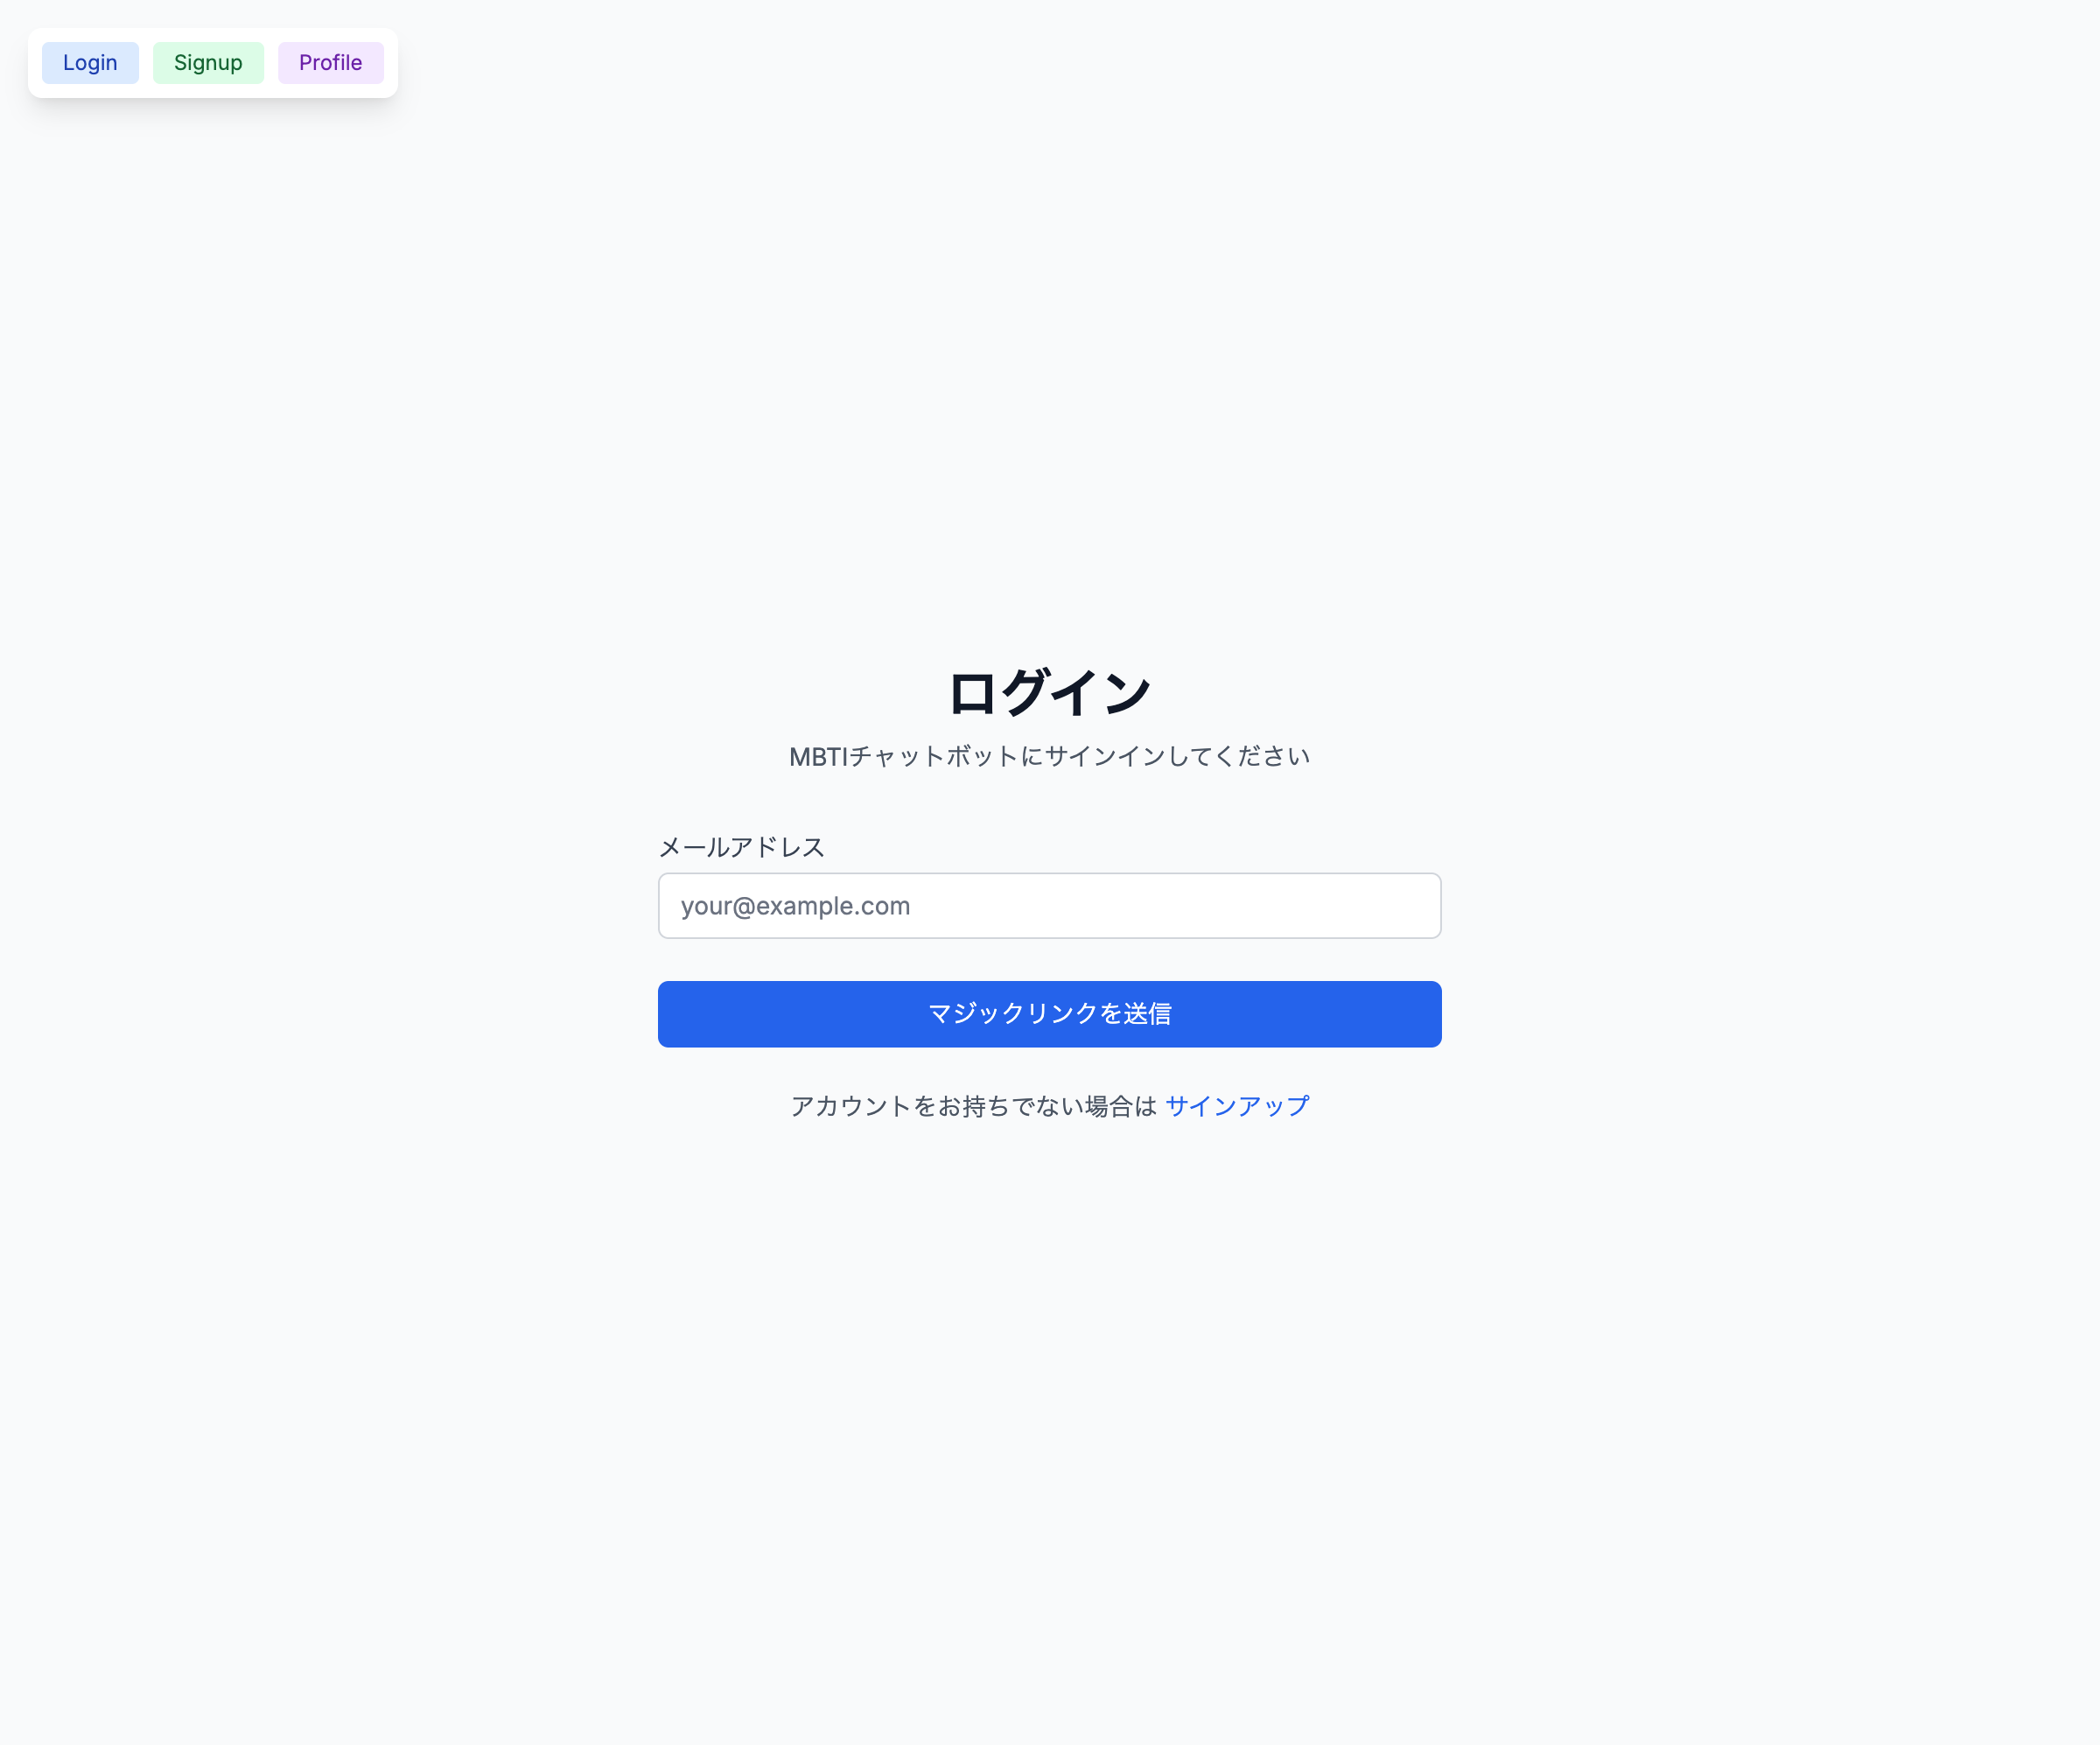 Login Signup Profile
ログイン
MBTIチャットボットにサインインしてください
メールアドレス
your@example.com
マジックリンクを送信
アカウントをお持ちでない場合は サインアップ